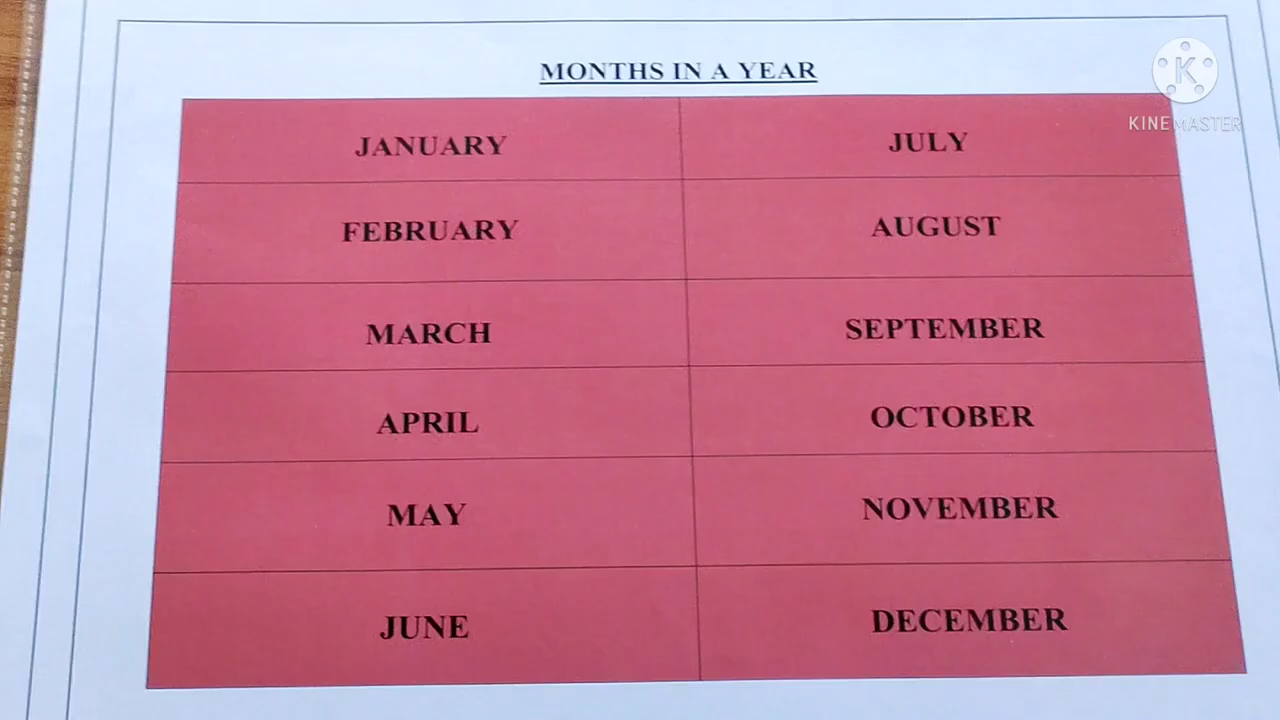 MONTHS IN A YEAR
K
KINEMASTER
JANUARY JULY
FEBRUARY AUGUST
MARCH SEPTEMBER
APRIL OCTOBER
MAY NOVEMBER
JUNE DECEMBER